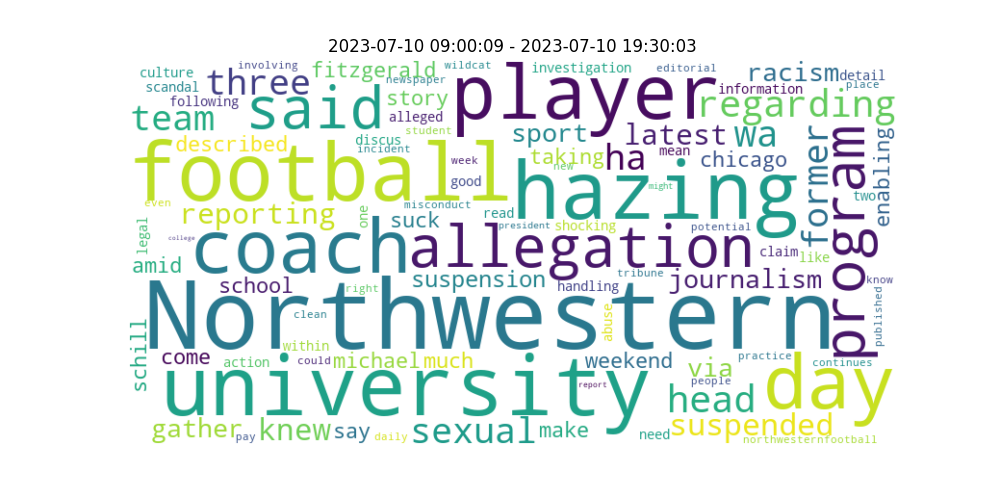 2023-07-10 09:00:09 - 2023-07-10 19:30:03
involving
wildcat
editorial
culture
fitzgerald
investigation
racism
detail
scandal
three
newspaper
player
information
place
following
said
story
regarding
team
alleged
student
sport
latest
wa
former
described
discus
incident
taking
ha
mean
chicago
program
enabling
football
week
good
new
hazing
might
two
even
reporting
one
suck
misconduct
read
president
shocking
potential
legal
college
coach
allegation
claim
like
amid
school
right
suspension
handling
tribune
journalism
know
Northwestern
clean
abuse
published
schill
come
action
within
could
michael
much
weekend
via
practice
people
continues
university
report
head
day
gather
pay
knew
say
daily
sexual
make
need
suspended
northwesternfootball